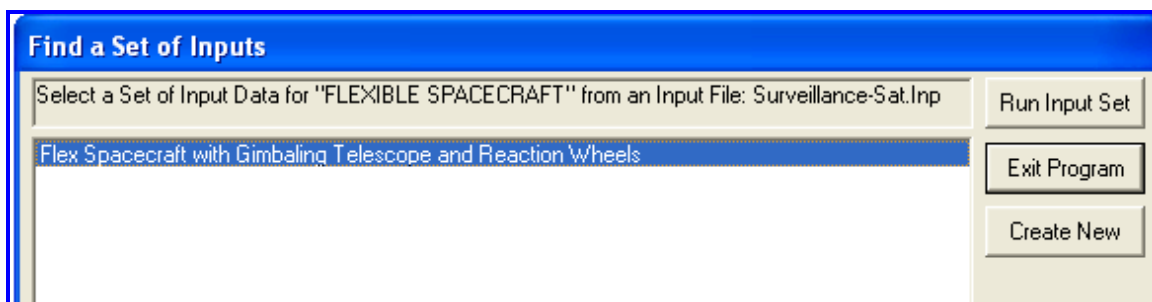 Find a Set of Inputs
Select a Set of Input Data for "FLEXIBLE SPACECRAFT" from an Input File: Surveillance-Sat.Inp
Run Input Set
Flex Spacecraft with Gimbaling Telescope and Reaction Wheels
Exit Program
Create New